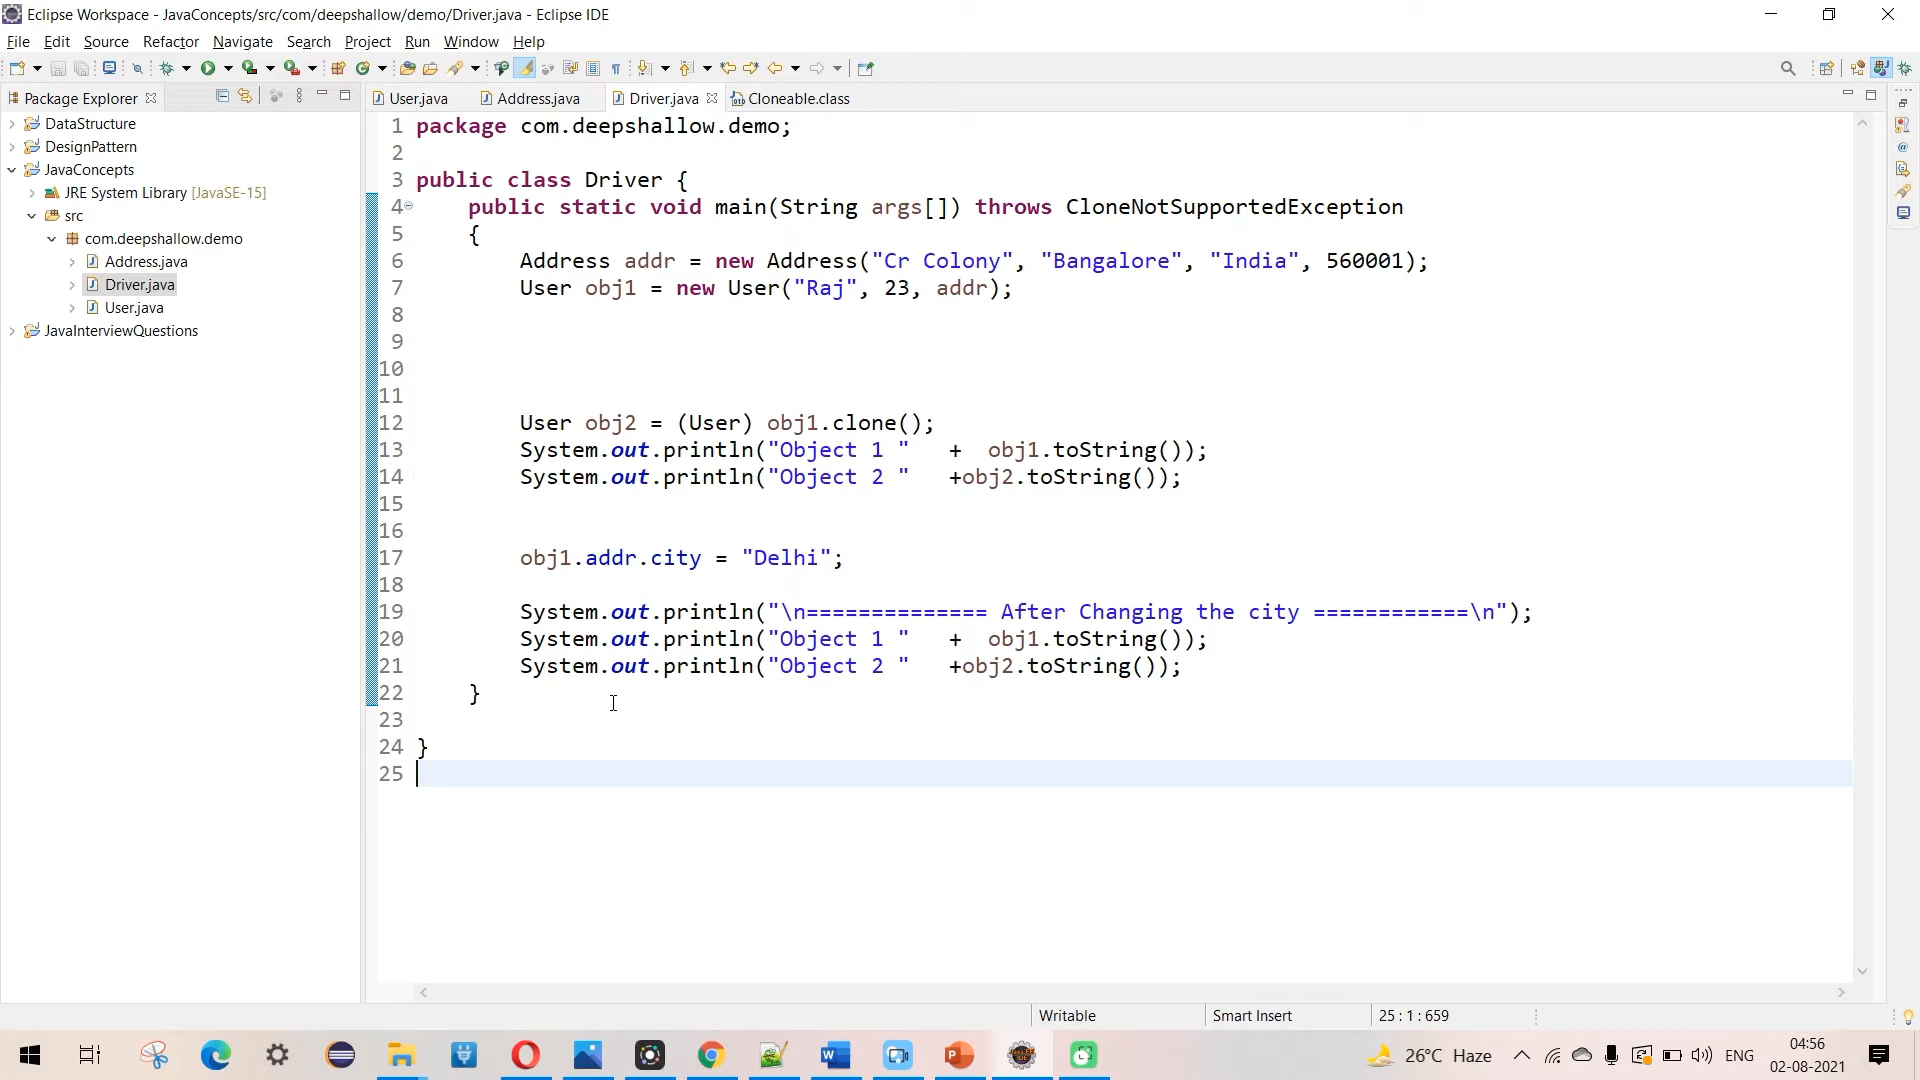 Eclipse Workspace - JavaConcepts/src/com/deepshallow/demo/Driver.java - Eclipse IDE
File Edit Source Refactor Navigate Search Project Run Window Help
Package Explorer
DataStructure
DesignPattern
JavaConcepts
JRE System Library [JavaSE-15]
src
com.deepshallow.demo
Address.java
Driver.java
User.java
JavaInterviewQuestions
User.java Address.java Driver.java Cloneable.class
1 package com.deepshallow.demo;
2
3 public class Driver {
4 public static void main(String args[]) throws CloneNotSupportedException
5 {
6 Address addr = new Address("Cr Colony", "Bangalore", "India", 560001);
7 User obj1 = new User("Raj", 23, addr);
8
9
10
11
12 User obj2 = (User) obj1.clone();
13 System.out.println("Object 1 " + obj1.toString());
14 System.out.println("Object 2 " +obj2.toString());
15
16
17 obj1.addr.city = "Delhi";
18
19 System.out.println("\n============== After Changing the city ============\n");
20 System.out.println("Object 1 " + obj1.toString());
21 System.out.println("Object 2 " +obj2.toString());
22 }
23
24 }
25
Writable Smart Insert 25 : 1 : 659
26°C Haze ENG 04:56
02-08-2021